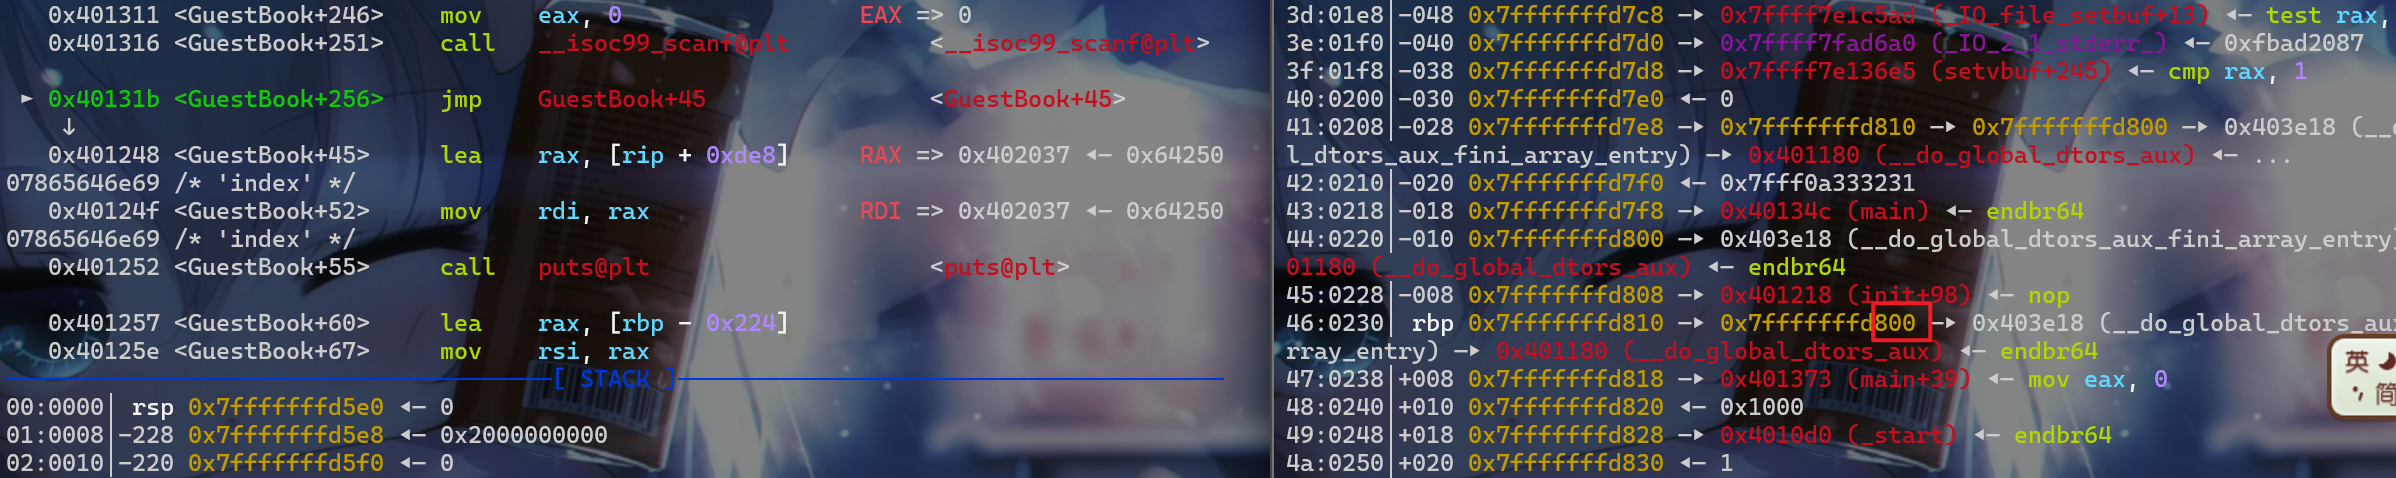 0x401311 <GuestBook+246> mov eax, 0 EAX => 0
0x401316 <GuestBook+251> call __isoc99_scanf@plt <__isoc99_scanf@plt>
► 0x40131b <GuestBook+256> jmp GuestBook+45 <GuestBook+45>
↓
0x401248 <GuestBook+45> lea rax, [rip + 0xde8] RAX => 0x402037 ◂— 0x64250
07865646e69 /* 'index' */
0x40124f <GuestBook+52> mov rdi, rax RDI => 0x402037 ◂— 0x64250
07865646e69 /* 'index' */
0x401252 <GuestBook+55> call puts@plt <puts@plt>
0x401257 <GuestBook+60> lea rax, [rbp - 0x224]
0x40125e <GuestBook+67> mov rsi, rax
[ STACK ]
00:0000│ rsp 0x7fffffffd5e0 ◂— 0
01:0008│-228 0x7fffffffd5e8 ◂— 0x2000000000
02:0010│-220 0x7fffffffd5f0 ◂— 0
3d:01e8│-048 0x7fffffffd7c8 —▸ 0x7ffff7e1c5ad (_IO_file_setbuf+13) ◂— test rax,
3e:01f0│-040 0x7fffffffd7d0 —▸ 0x7ffff7fad6a0 (_IO_2_1_stderr_) ◂— 0xfbad2087
3f:01f8│-038 0x7fffffffd7d8 —▸ 0x7ffff7e136e5 (setvbuf+245) ◂— cmp rax, 1
40:0200│-030 0x7fffffffd7e0 ◂— 0
41:0208│-028 0x7fffffffd7e8 —▸ 0x7fffffffd810 —▸ 0x7fffffffd800 —▸ 0x403e18 (__
l_dtors_aux_fini_array_entry) —▸ 0x401180 (__do_global_dtors_aux) ◂— ...
42:0210│-020 0x7fffffffd7f0 ◂— 0x7fff0a333231
43:0218│-018 0x7fffffffd7f8 —▸ 0x40134c (main) ◂— endbr64
44:0220│-010 0x7fffffffd800 —▸ 0x403e18 (__do_global_dtors_aux_fini_array_entry)
01180 (__do_global_dtors_aux) ◂— endbr64
45:0228│-008 0x7fffffffd808 —▸ 0x401218 (init+98) ◂— nop
46:0230│ rbp 0x7fffffffd810 —▸ 0x7fffffffd800 —▸ 0x403e18 (__do_global_dtors_au
rray_entry) —▸ 0x401180 (__do_global_dtors_aux) ◂— endbr64
47:0238│+008 0x7fffffffd818 —▸ 0x401373 (main+39) ◂— mov eax, 0
48:0240│+010 0x7fffffffd820 ◂— 0x1000
49:0248│+018 0x7fffffffd828 —▸ 0x4010d0 (_start) ◂— endbr64
4a:0250│+020 0x7fffffffd830 ◂— 1
英
简